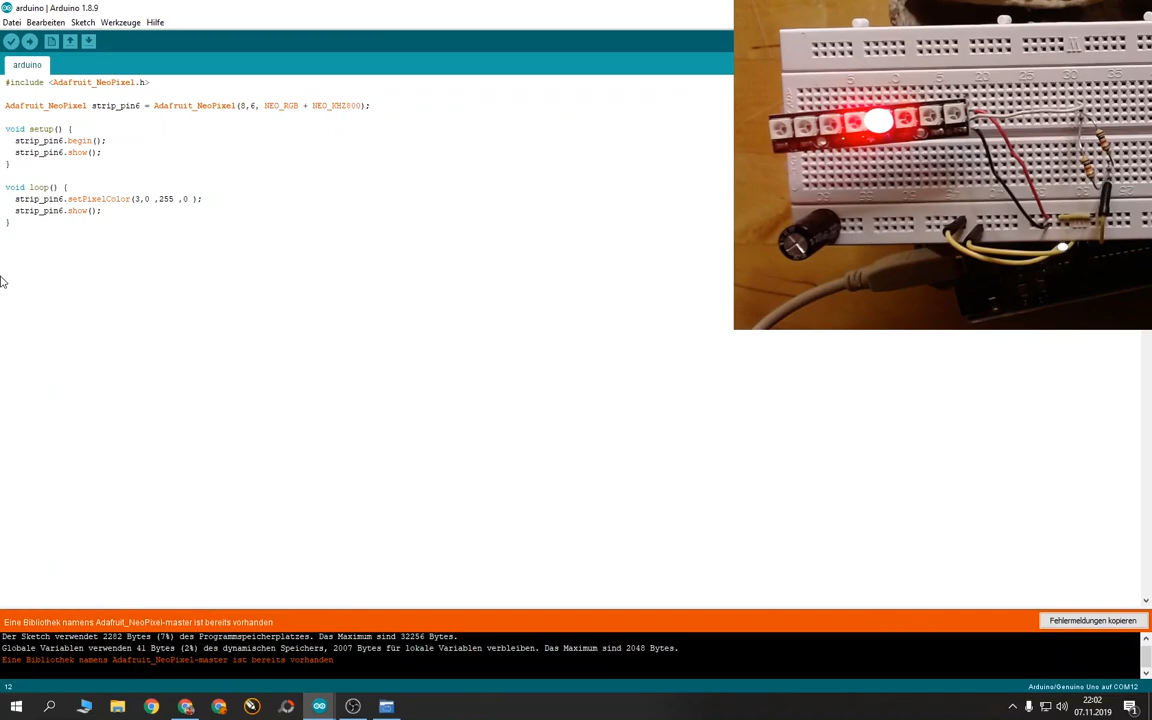 arduino | Arduino 1.8.9
Datei Bearbeiten Sketch Werkzeuge Hilfe
arduino
#include <Adafruit_NeoPixel.h>
Adafruit_NeoPixel strip_pin6 = Adafruit_NeoPixel(8,6, NEO_RGB + NEO_KHZ800);
void setup() {
strip_pin6.begin();
strip_pin6.show();
}
void loop() {
strip_pin6.setPixelColor(3,0 ,255 ,0 );
strip_pin6.show();
}
Eine Bibliothek namens Adafruit_NeoPixel-master ist bereits vorhanden
Fehlermeldungen kopieren
Der Sketch verwendet 2282 Bytes (7%) des Programmspeicherplatzes. Das Maximum sind 32256 Bytes.
Globale Variablen verwenden 41 Bytes (2%) des dynamischen Speichers, 2007 Bytes für lokale Variablen verbleiben. Das Maximum sind 2048 Bytes.
Eine Bibliothek namens Adafruit_NeoPixel-master ist bereits vorhanden
12
Arduino/Genuino Uno auf COM12
22:02
07.11.2019